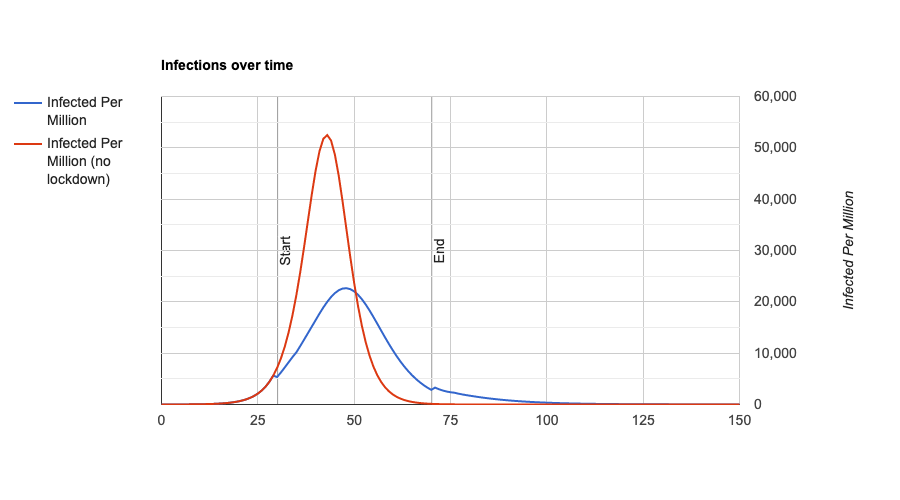 Infections over time
Infected Per
Million
Infected Per
Million (no
lockdown)
Start
End
60,000
50,000
40,000
30,000
20,000
10,000
0
Infected Per Million
0 25 50 75 100 125 150